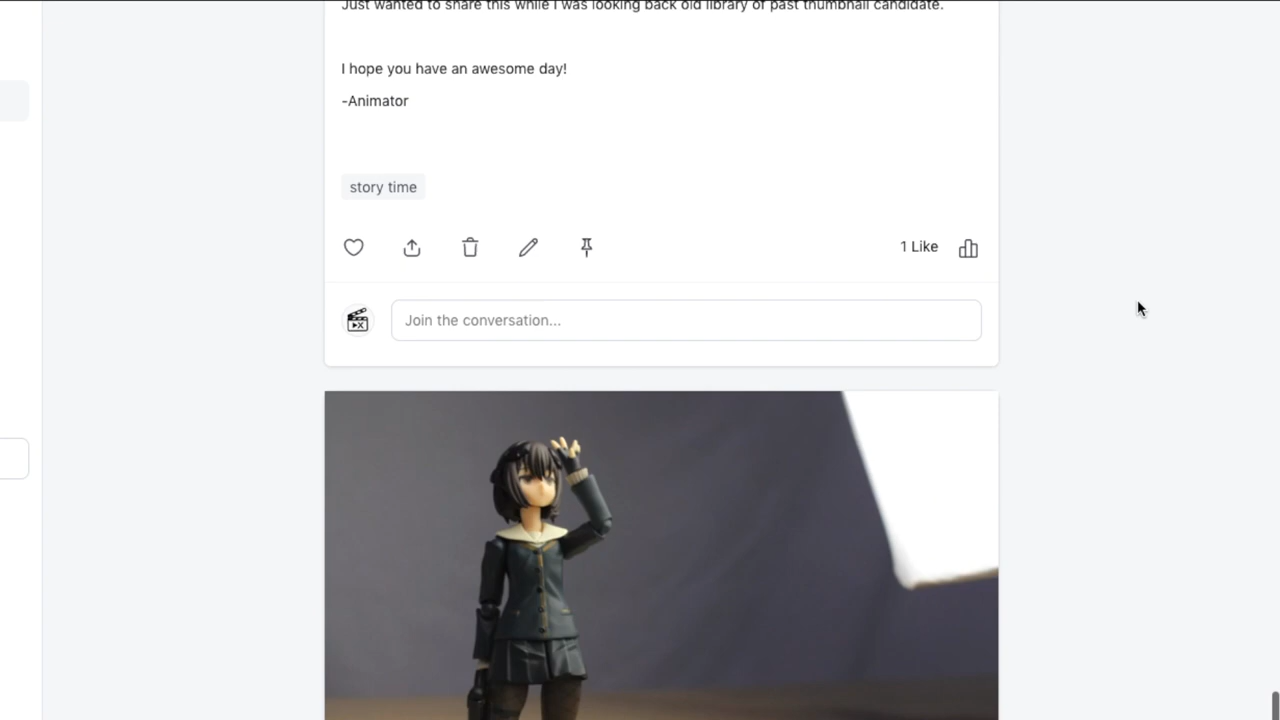 Just wanted to share this while I was looking back old library of past thumbnail candidate.
I hope you have an awesome day!
-Animator
story time
1 Like
Join the conversation...